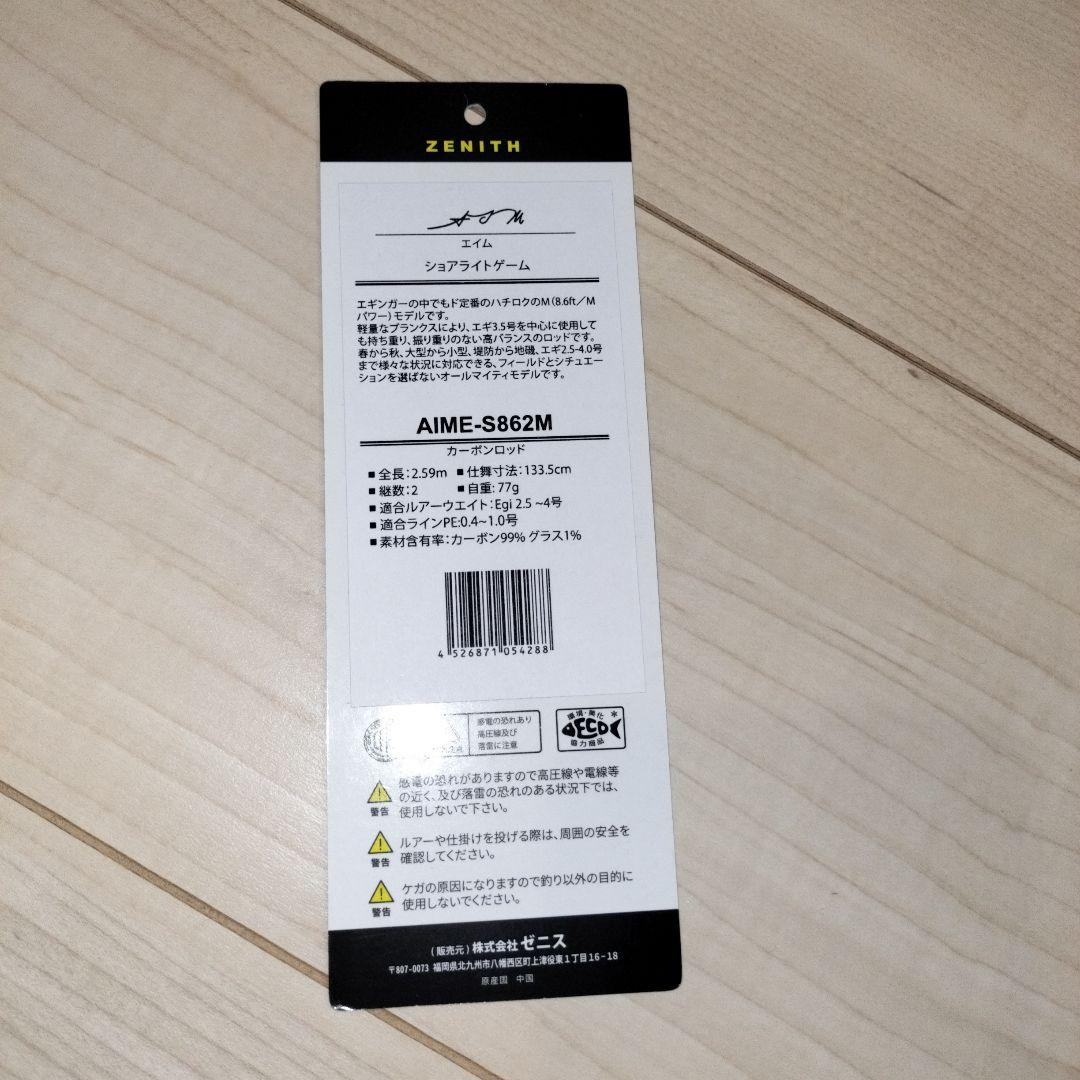 ZENITH
AIM
エイム
ショアライトゲーム
エギンガーの中でもド定番のハチロクのM（8.6ft／M
パワー）モデルです。
軽量なブランクスにより、エギ3.5号を中心に使用して
も持ち重り、振り重りのない高バランスのロッドです。
春から秋、大型から小型、堤防から地磯、エギ2.5-4.0号
まで様々な状況に対応できる、フィールドとシチュエー
ションを選ばないオールマイティモデルです。
AIME-S862M
カーボンロッド
■全長：2.59m ■仕舞寸法：133.5cm
■継数：2 ■自重：77g
■適合ルアーウエイト：Egi 2.5 ~4号
■適合ラインPE:0.4~1.0号
■素材含有率：カーボン99% グラス1%
4 526871 054288
感電の恐れあり
高圧線及び
落雷に注意
環境・美化
ECO
協力商品
感電の恐れがありますので高圧線や電線等
の近く、及び落雷の恐れのある状況下では、
使用しないで下さい。
警告
ルアーや仕掛けを投げる際は、周囲の安全を
確認してください。
警告
ケガの原因になりますので釣り以外の目的に
使用しないでください。
警告
(販売元) 株式会社 ゼニス
〒807-0073 福岡県北九州市八幡西区町上津役東1丁目16-18
原産国 中国